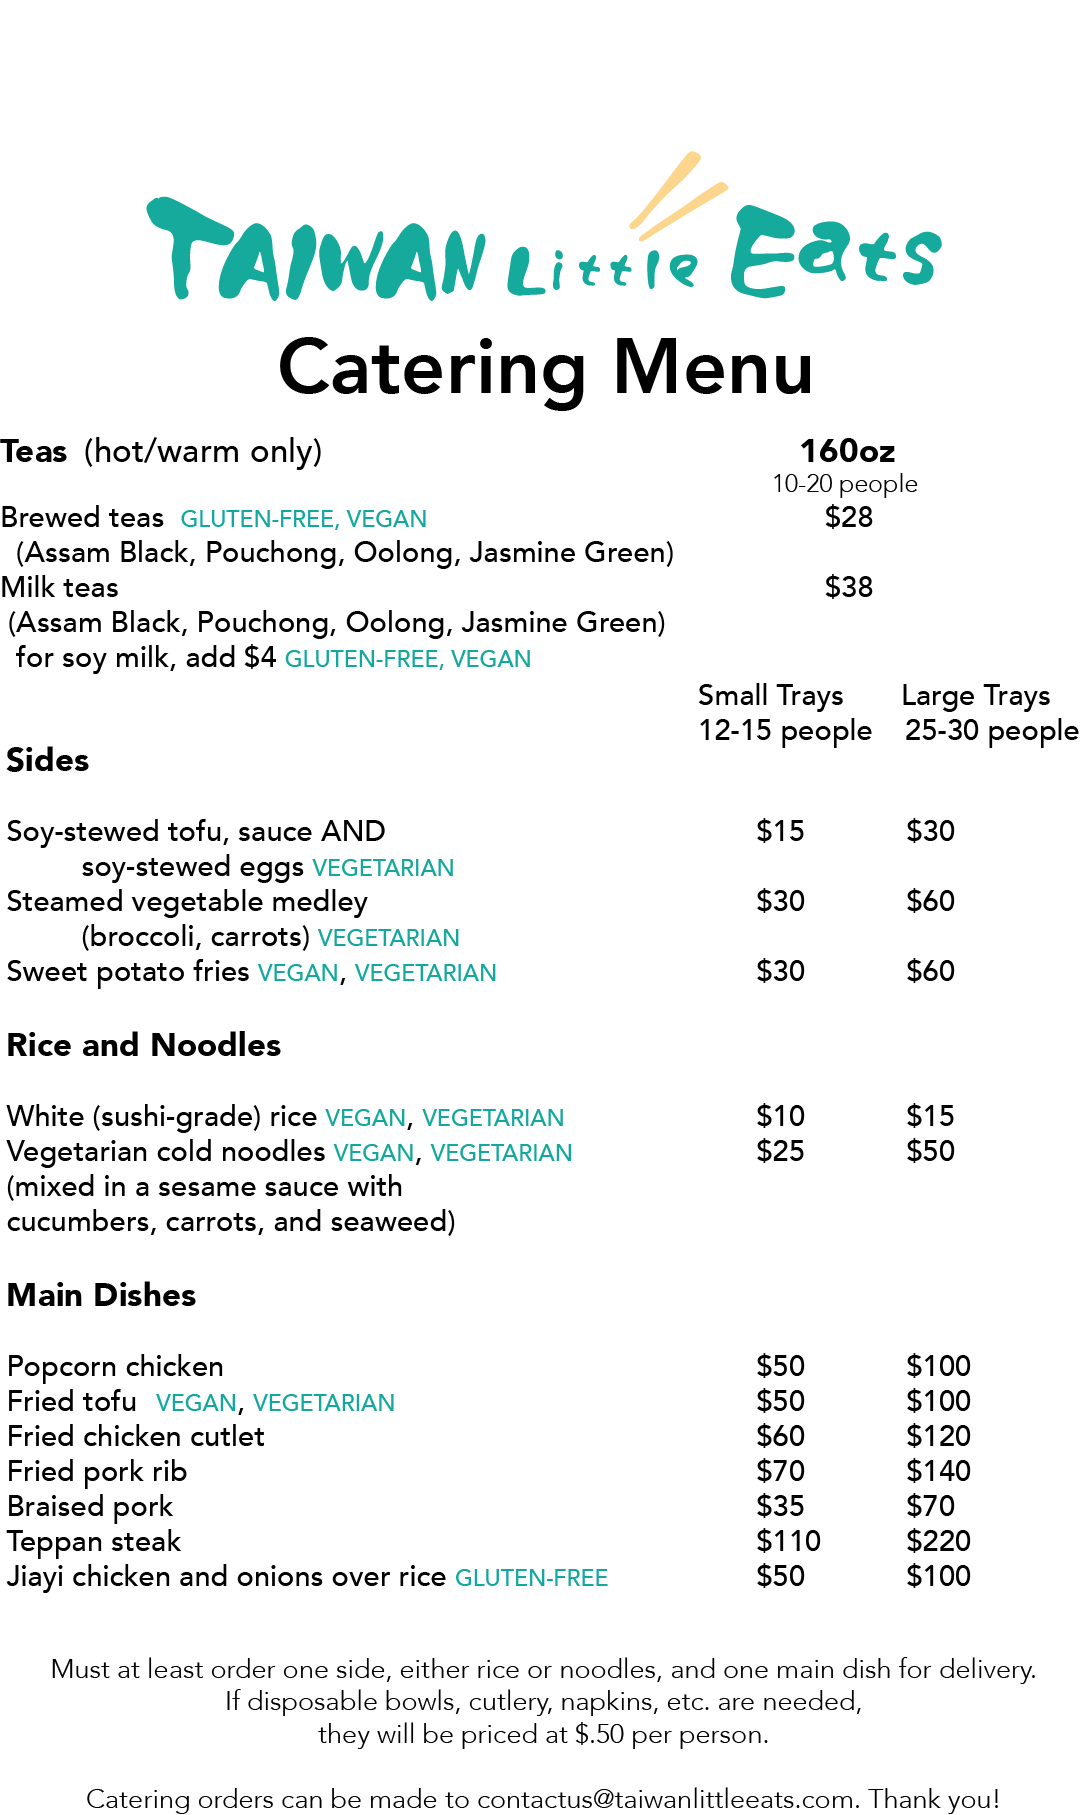 TAIWAN Little Eats
Catering Menu
Teas (hot/warm only) 160oz
10-20 people
Brewed teas GLUTEN-FREE, VEGAN $28
(Assam Black, Pouchong, Oolong, Jasmine Green)
Milk teas $38
(Assam Black, Pouchong, Oolong, Jasmine Green)
for soy milk, add $4 GLUTEN-FREE, VEGAN
Small Trays Large Trays
12-15 people 25-30 people
Sides
Soy-stewed tofu, sauce AND $15 $30
soy-stewed eggs VEGETARIAN
Steamed vegetable medley $30 $60
(broccoli, carrots) VEGETARIAN
Sweet potato fries VEGAN, VEGETARIAN $30 $60
Rice and Noodles
White (sushi-grade) rice VEGAN, VEGETARIAN $10 $15
Vegetarian cold noodles VEGAN, VEGETARIAN $25 $50
(mixed in a sesame sauce with
cucumbers, carrots, and seaweed)
Main Dishes
Popcorn chicken $50 $100
Fried tofu VEGAN, VEGETARIAN $50 $100
Fried chicken cutlet $60 $120
Fried pork rib $70 $140
Braised pork $35 $70
Teppan steak $110 $220
Jiayi chicken and onions over rice GLUTEN-FREE $50 $100
Must at least order one side, either rice or noodles, and one main dish for delivery.
If disposable bowls, cutlery, napkins, etc. are needed,
they will be priced at $.50 per person.
Catering orders can be made to contactus@taiwanlittleeats.com. Thank you!